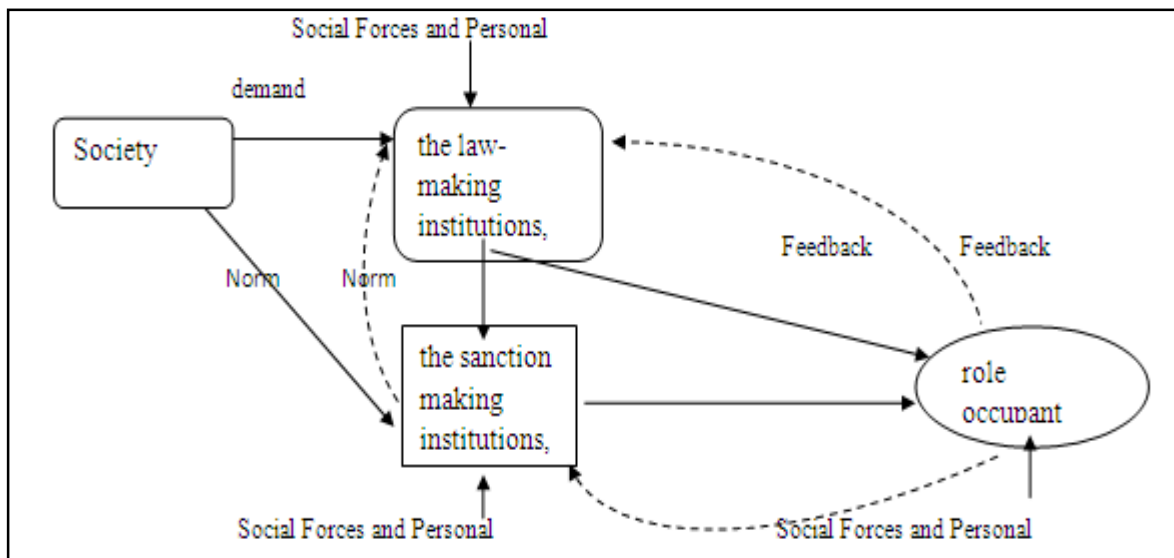 Social Forces and Personal
demand
Society
the law-
making
institutions,
Feedback
Feedback
Norm
Norm
the sanction
making
institutions,
role
occupant
Social Forces and Personal
Social Forces and Personal